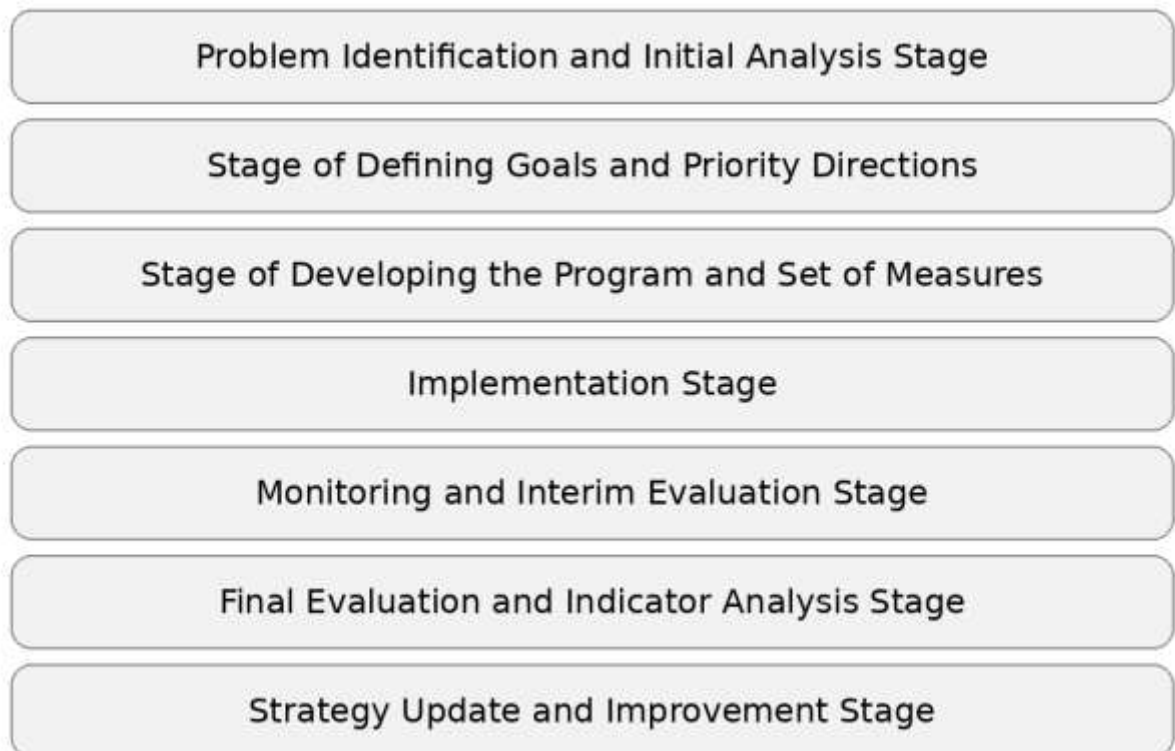 Problem Identification and Initial Analysis Stage
Stage of Defining Goals and Priority Directions
Stage of Developing the Program and Set of Measures
Implementation Stage
Monitoring and Interim Evaluation Stage
Final Evaluation and Indicator Analysis Stage
Strategy Update and Improvement Stage